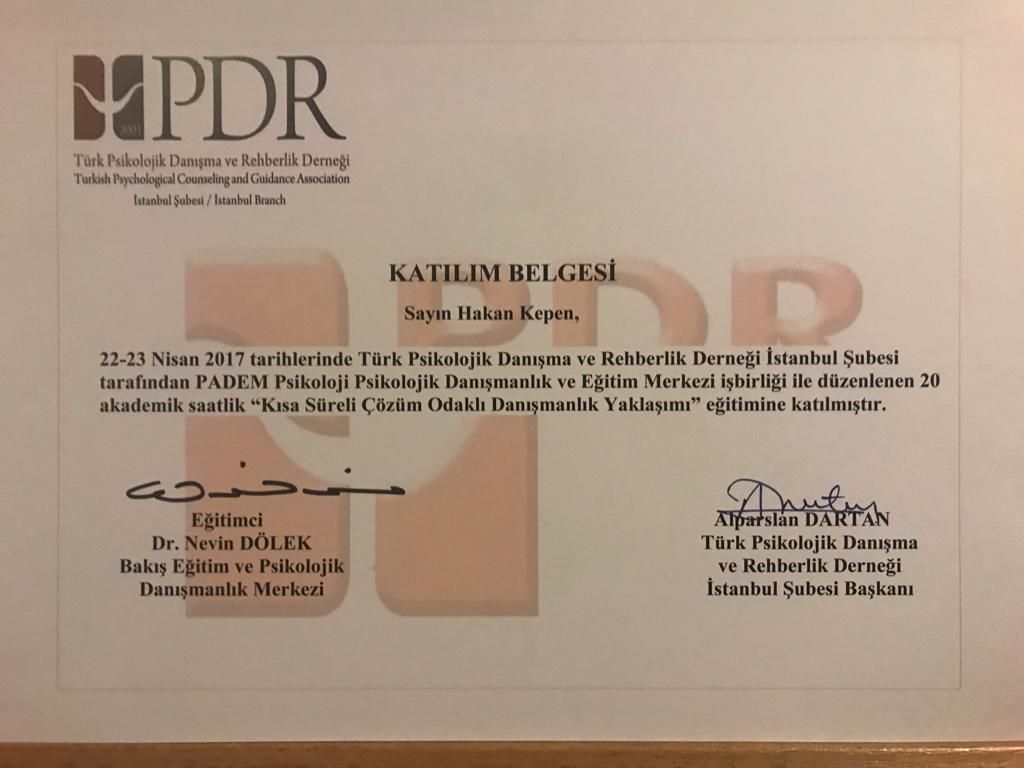 2001 PDR
Türk Psikolojik Danışma ve Rehberlik Derneği
Turkish Psychological Counseling and Guidance Association
İstanbul Şubesi / İstanbul Branch
PDR
KATILIM BELGESİ
Sayın Hakan Kepen,
22-23 Nisan 2017 tarihlerinde Türk Psikolojik Danışma ve Rehberlik Derneği İstanbul Şubesi
tarafından PADEM Psikoloji Psikolojik Danışmanlık ve Eğitim Merkezi işbirliği ile düzenlenen 20
akademik saatlik “Kısa Süreli Çözüm Odaklı Danışmanlık Yaklaşımı” eğitimine katılmıştır.
Eğitimci
Dr. Nevin DÖLEK
Bakış Eğitim ve Psikolojik
Danışmanlık Merkezi
Alparslan DARTAN
Türk Psikolojik Danışma
ve Rehberlik Derneği
İstanbul Şubesi Başkanı